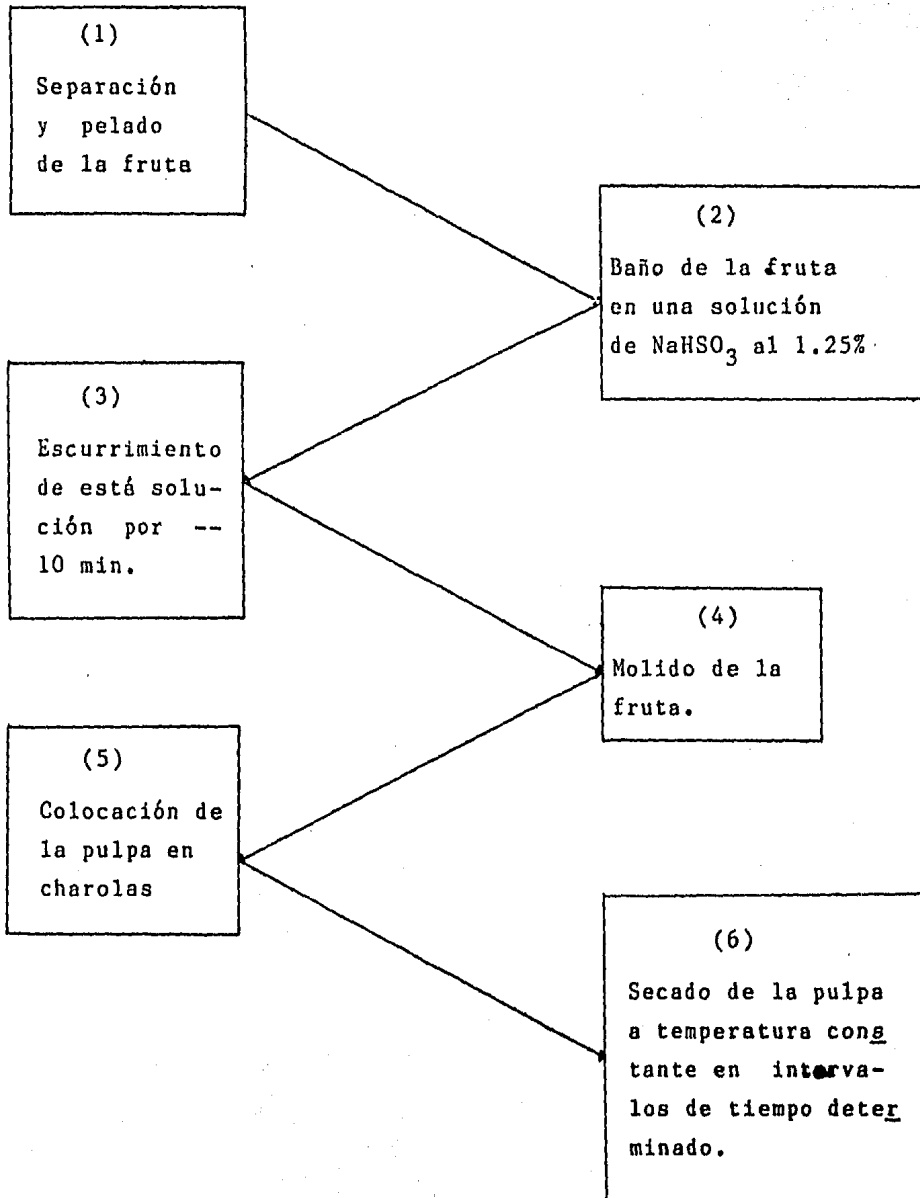 (1)
Separación
y pelado
de la fruta
(2)
Baño de la fruta
en una solución
de NaHSO3 al 1.25%
(3)
Escurrimiento
de está solu-
ción por --
10 min.
(4)
Molido de la
fruta.
(5)
Colocación de
la pulpa en
charolas
(6)
Secado de la pulpa
a temperatura cons
tante en interva-
los de tiempo deter
minado.